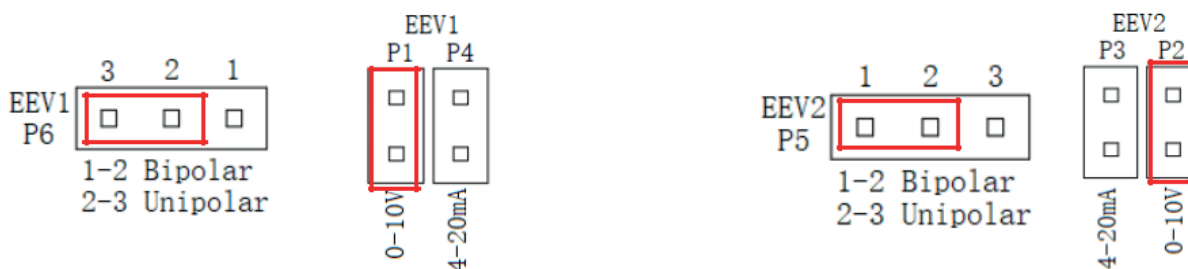 EEV1
P6
3 2 1
1-2 Bipolar
2-3 Unipolar
EEV1
P1 P4
0-10V
4-20mA
EEV2
P5
1 2 3
1-2 Bipolar
2-3 Unipolar
EEV2
P3 P2
4-20mA
0-10V